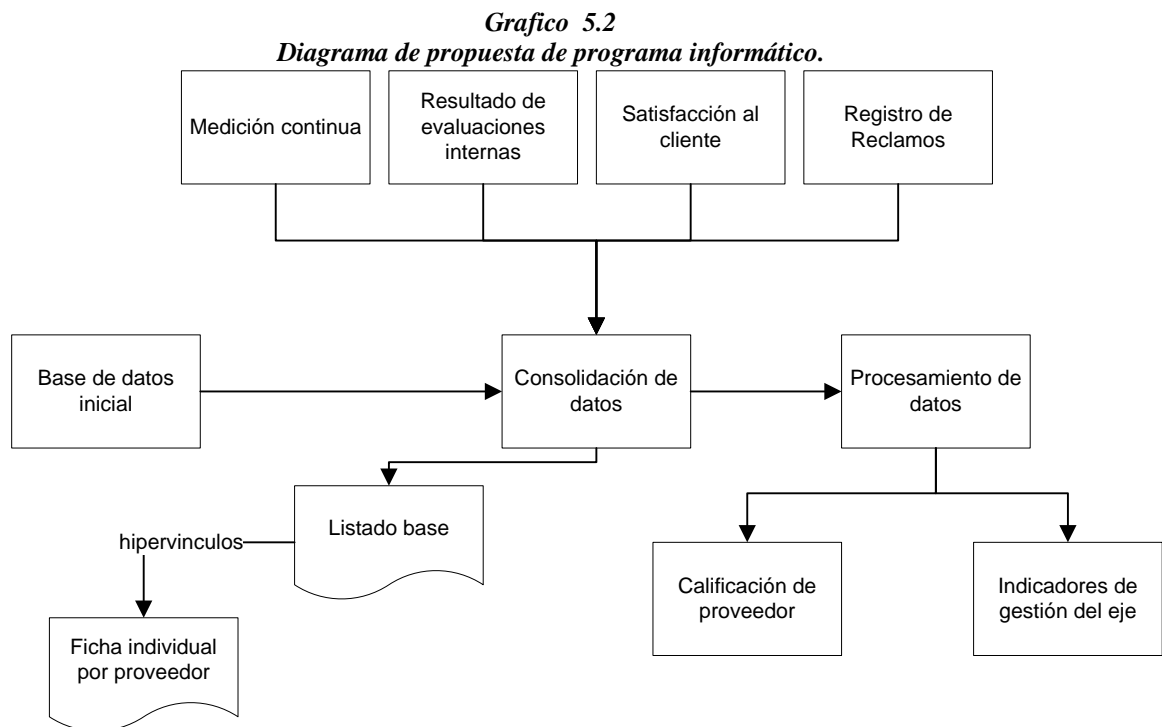 Grafico 5.2
Diagrama de propuesta de programa informático.
Medición continua
Resultado de
evaluaciones
internas
Satisfacción al
cliente
Registro de
Reclamos
Base de datos
inicial
Consolidación de
datos
Procesamiento de
datos
Listado base
hipervinculos
Ficha individual
por proveedor
Calificación de
proveedor
Indicadores de
gestión del eje